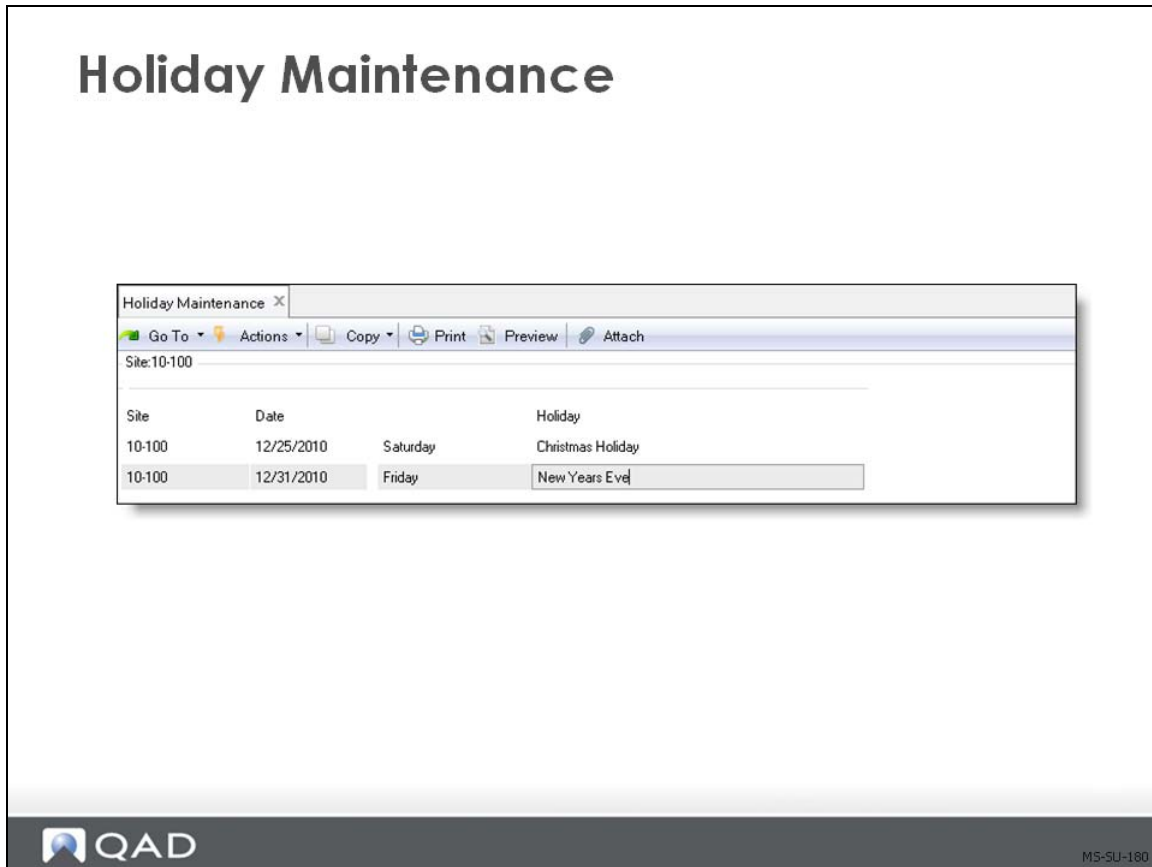 Holiday Maintenance
Holiday Maintenance X
Go To Actions Copy Print Preview Attach
Site:10-100
Site Date Holiday
10-100 12/25/2010 Saturday Christmas Holiday
10-100 12/31/2010 Friday New Years Eve
QAD
MS-SU-180